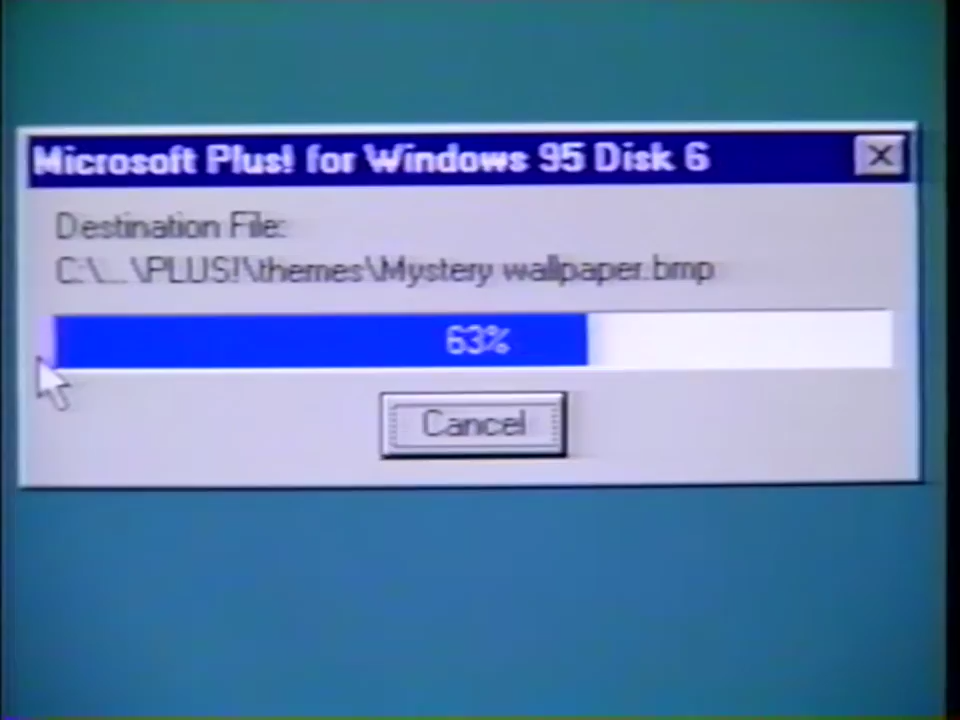 Microsoft Plus! for Windows 95 Disk 6
Destination File:
C:\...\PLUS!\themes\Mystery wallpaper.bmp
63%
Cancel